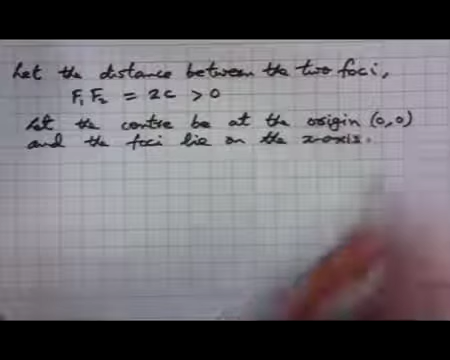 Let the distance between the two foci,
F₁F₂ = 2c > 0
Let the centre be at the origin (0,0)
and the foci lie on the x-axis.